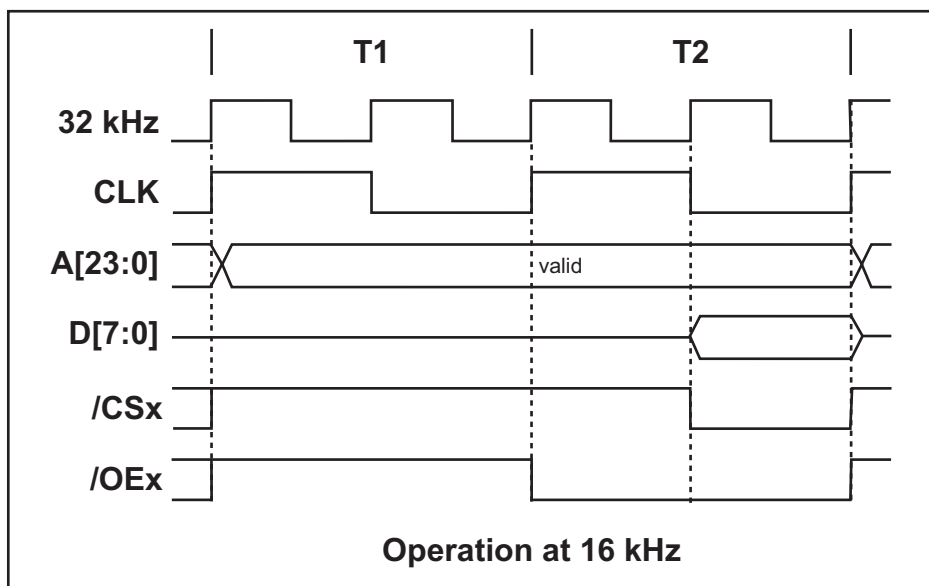 T1 T2
32 kHz
CLK
A[23:0] valid
D[7:0]
/CSx
/OEx
Operation at 16 kHz